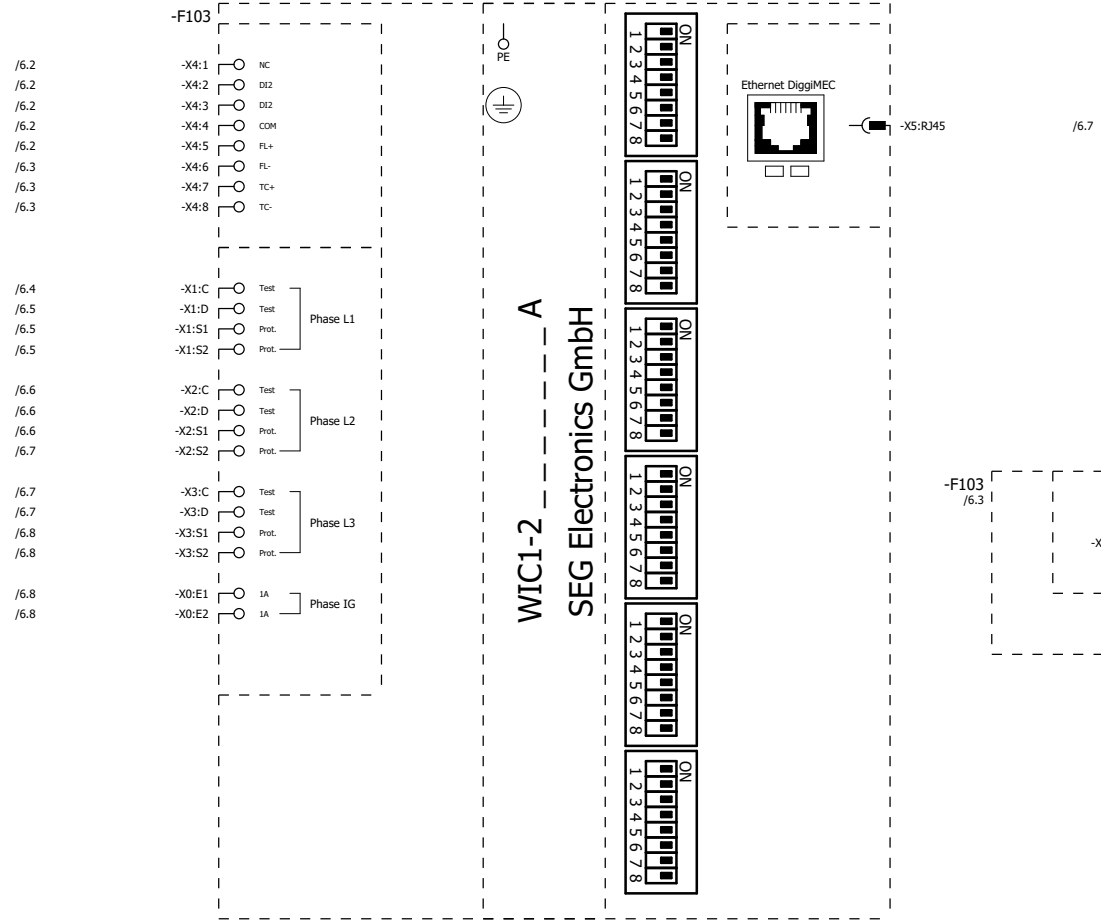 -F103
/6.2 -X4:1 NC
/6.2 -X4:2 DI2
/6.2 -X4:3 DI2
/6.2 -X4:4 COM
/6.2 -X4:5 FL+
/6.3 -X4:6 FL-
/6.3 -X4:7 TC+
/6.3 -X4:8 TC-
/6.4 -X1:C Test
/6.5 -X1:D Test
Phase L1
/6.5 -X1:S1 Prot.
/6.5 -X1:S2 Prot.
/6.6 -X2:C Test
/6.6 -X2:D Test
Phase L2
/6.6 -X2:S1 Prot.
/6.7 -X2:S2 Prot.
/6.7 -X3:C Test
/6.7 -X3:D Test
Phase L3
/6.8 -X3:S1 Prot.
/6.8 -X3:S2 Prot.
/6.8 -X0:E1 1A
Phase IG
/6.8 -X0:E2 1A
PE
WIC1-2_ _ _ _ _ _A
SEG Electronics GmbH
ON
1 2 3 4 5 6 7 8
ON
1 2 3 4 5 6 7 8
ON
1 2 3 4 5 6 7 8
ON
1 2 3 4 5 6 7 8
ON
1 2 3 4 5 6 7 8
ON
1 2 3 4 5 6 7 8
Ethernet DiggiMEC
-X5:RJ45 /6.7
-F103
/6.3
-X